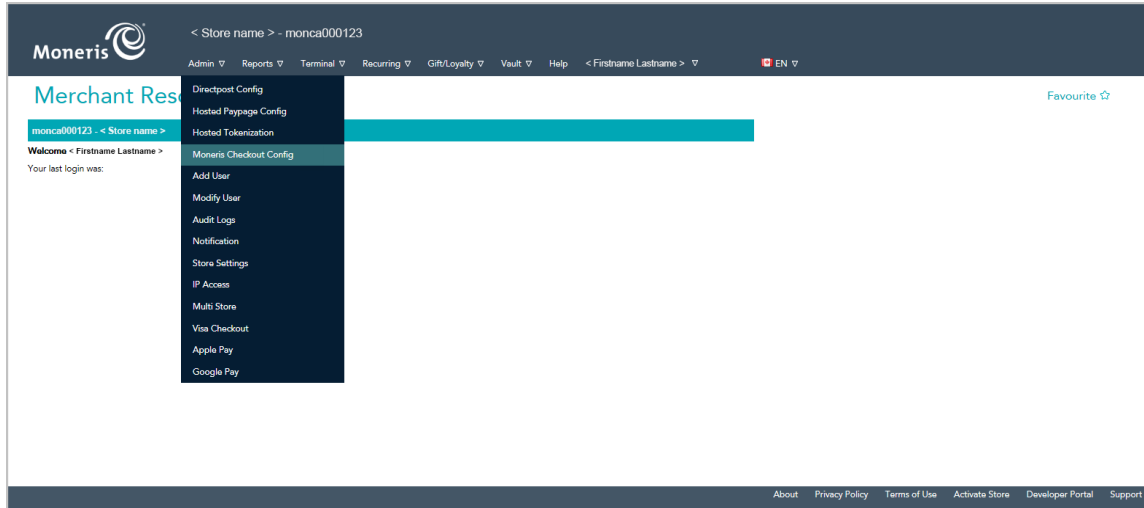 Moneris
< Store name > - monca000123
Admin Reports Terminal Recurring Gift/Loyalty Vault Help < Firstname Lastname > EN
Merchant Res
Favourite
monca000123 - < Store name >
Welcome < Firstname Lastname >
Your last login was:
Directpost Config
Hosted Paypage Config
Hosted Tokenization
Moneris Checkout Config
Add User
Modify User
Audit Logs
Notification
Store Settings
IP Access
Multi Store
Visa Checkout
Apple Pay
Google Pay
About Privacy Policy Terms of Use Activate Store Developer Portal Support